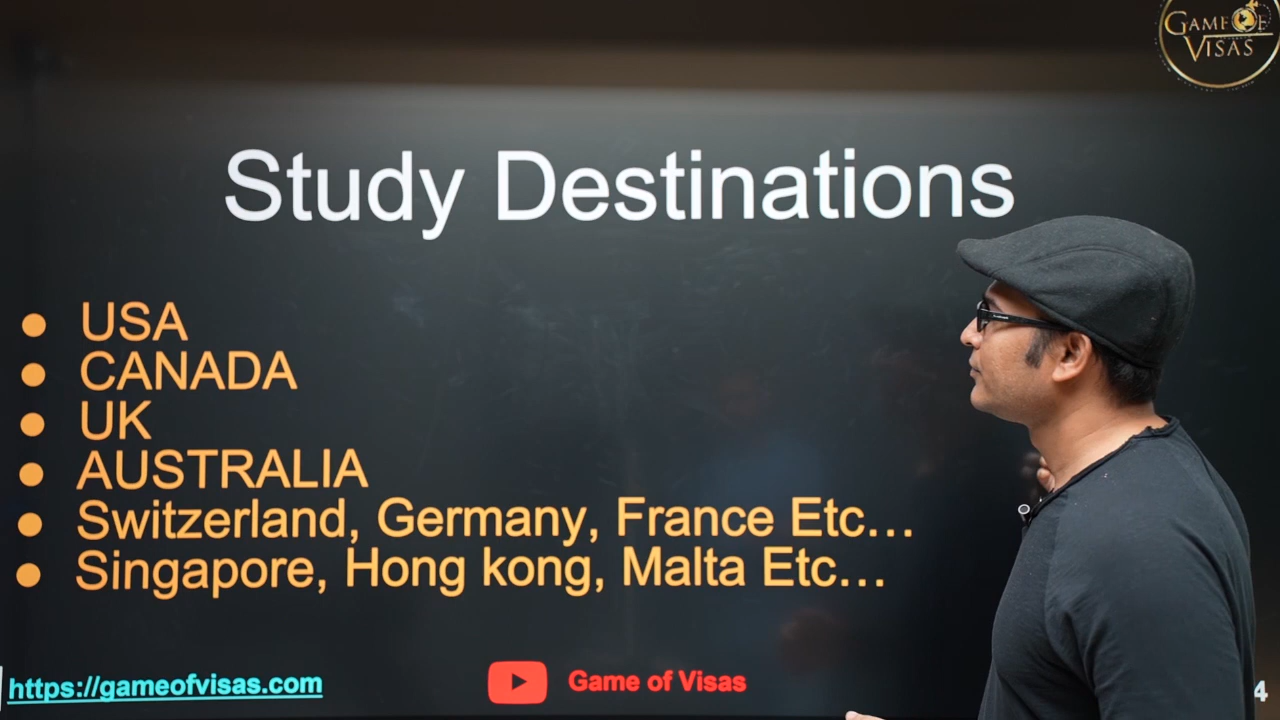 GAME OF
VISAS
Study Destinations
● USA
● CANADA
● UK
● AUSTRALIA
● Switzerland, Germany, France Etc…
● Singapore, Hong kong, Malta Etc…
https://gameofvisas.com
Game of Visas
4